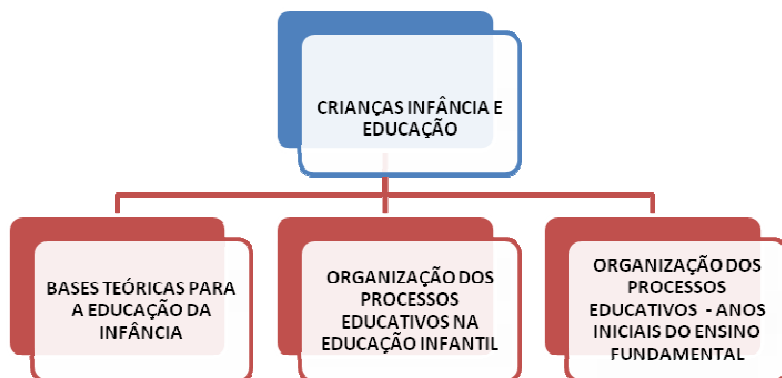 CRIANÇAS INFÂNCIA E
EDUCAÇÃO
BASES TEÓRICAS PARA
A EDUCAÇÃO DA
INFÂNCIA
ORGANIZAÇÃO DOS
PROCESSOS
EDUCATIVOS NA
EDUCAÇÃO INFANTIL
ORGANIZAÇÃO DOS
PROCESSOS
EDUCATIVOS - ANOS
INICIAIS DO ENSINO
FUNDAMENTAL